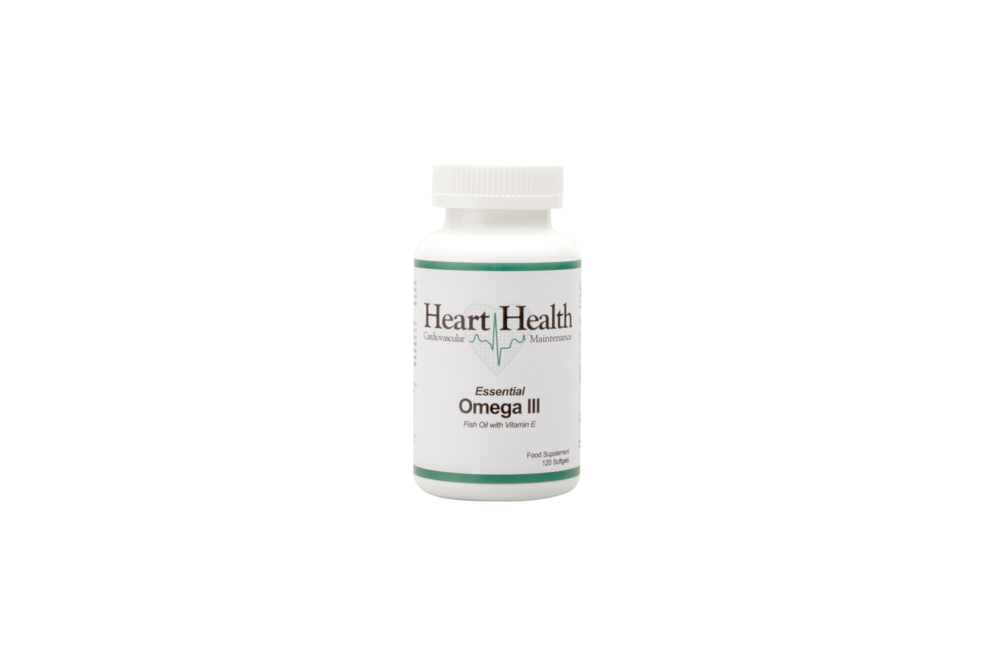 Heart Health
Cardiovascular Maintenance
Essential
Omega III
Fish Oil with Vitamin E
Food Supplement
120 Softgels